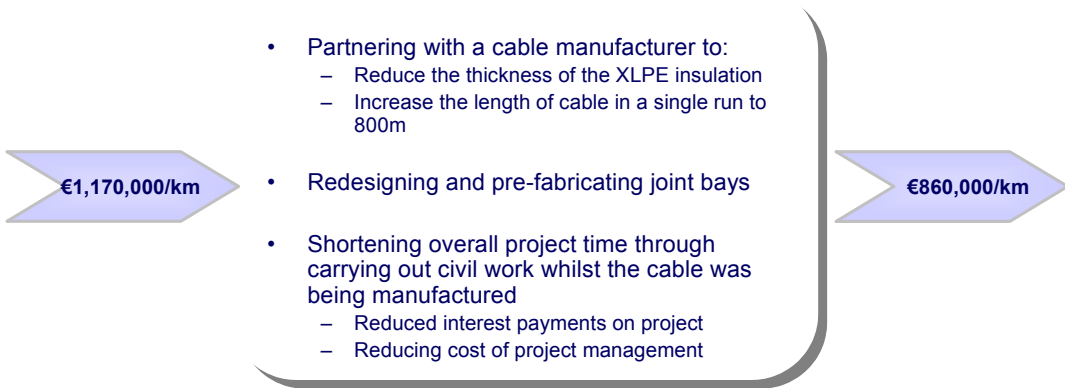 • Partnering with a cable manufacturer to:
– Reduce the thickness of the XLPE insulation
– Increase the length of cable in a single run to
800m
€1,170,000/km
• Redesigning and pre-fabricating joint bays
€860,000/km
• Shortening overall project time through
carrying out civil work whilst the cable was
being manufactured
– Reduced interest payments on project
– Reducing cost of project management